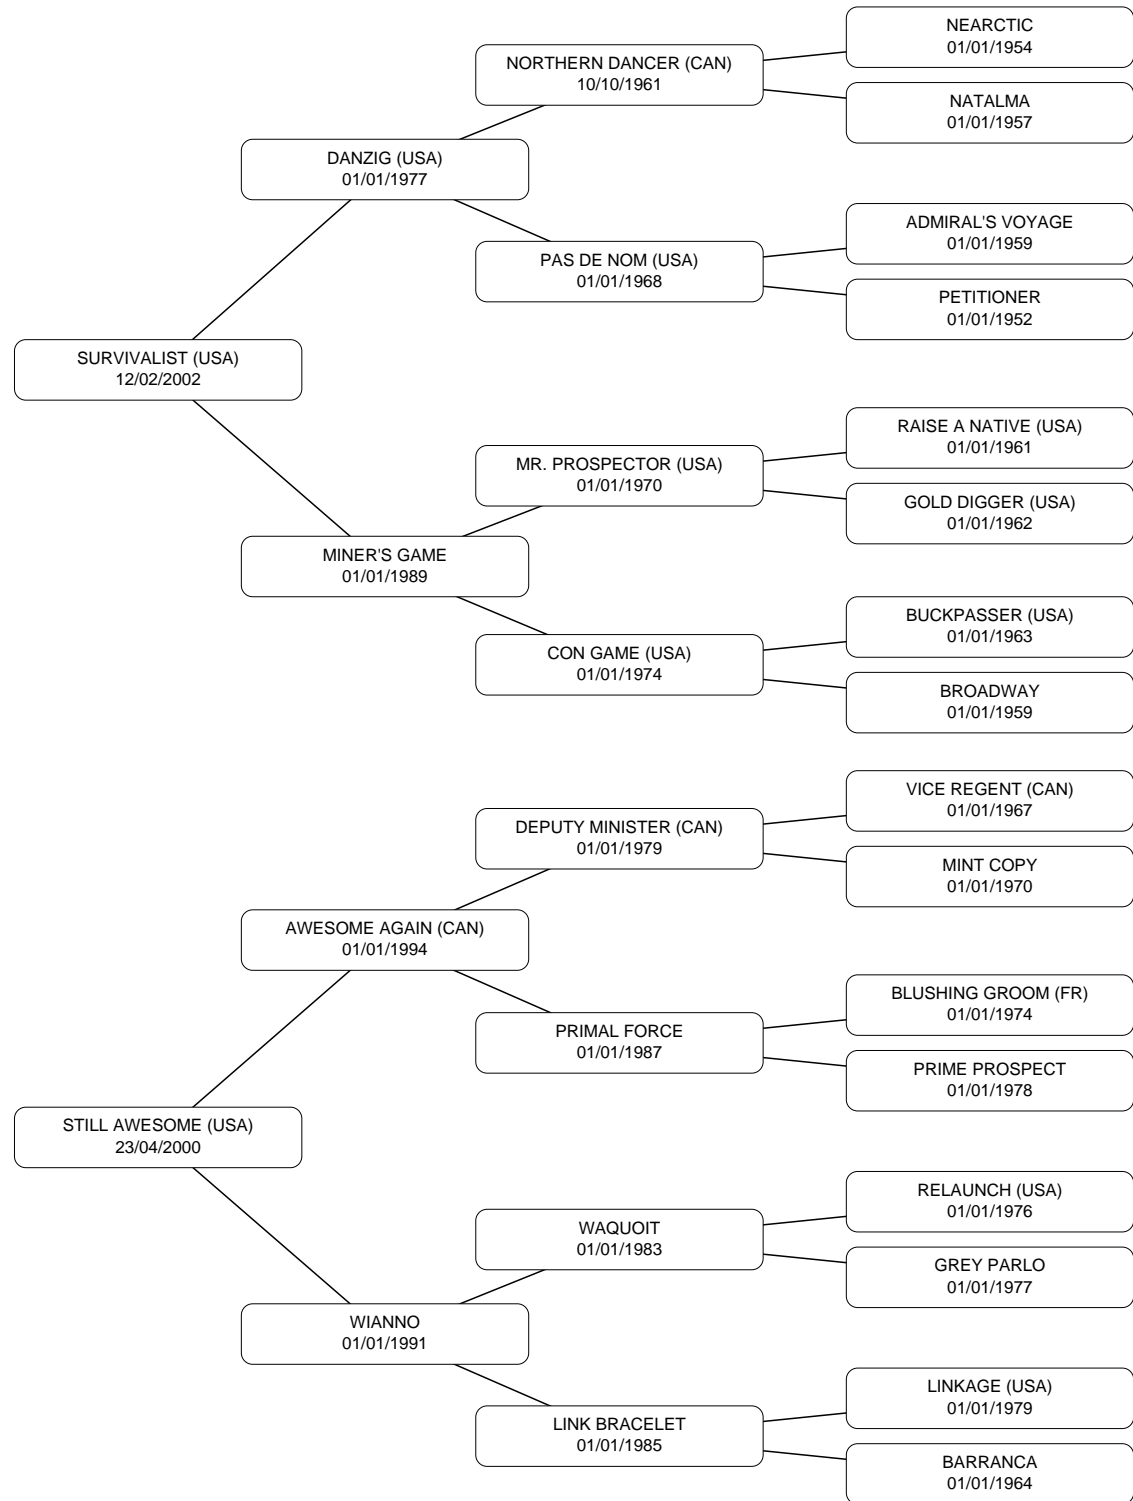 NEARCTIC
01/01/1954
NORTHERN DANCER (CAN)
10/10/1961
NATALMA
01/01/1957
DANZIG (USA)
01/01/1977
ADMIRAL'S VOYAGE
01/01/1959
PAS DE NOM (USA)
01/01/1968
PETITIONER
01/01/1952
SURVIVALIST (USA)
12/02/2002
RAISE A NATIVE (USA)
01/01/1961
MR. PROSPECTOR (USA)
01/01/1970
GOLD DIGGER (USA)
01/01/1962
MINER'S GAME
01/01/1989
BUCKPASSER (USA)
01/01/1963
CON GAME (USA)
01/01/1974
BROADWAY
01/01/1959
VICE REGENT (CAN)
01/01/1967
DEPUTY MINISTER (CAN)
01/01/1979
MINT COPY
01/01/1970
AWESOME AGAIN (CAN)
01/01/1994
BLUSHING GROOM (FR)
01/01/1974
PRIMAL FORCE
01/01/1987
PRIME PROSPECT
01/01/1978
STILL AWESOME (USA)
23/04/2000
RELAUNCH (USA)
01/01/1976
WAQUOIT
01/01/1983
GREY PARLO
01/01/1977
WIANNO
01/01/1991
LINKAGE (USA)
01/01/1979
LINK BRACELET
01/01/1985
BARRANCA
01/01/1964